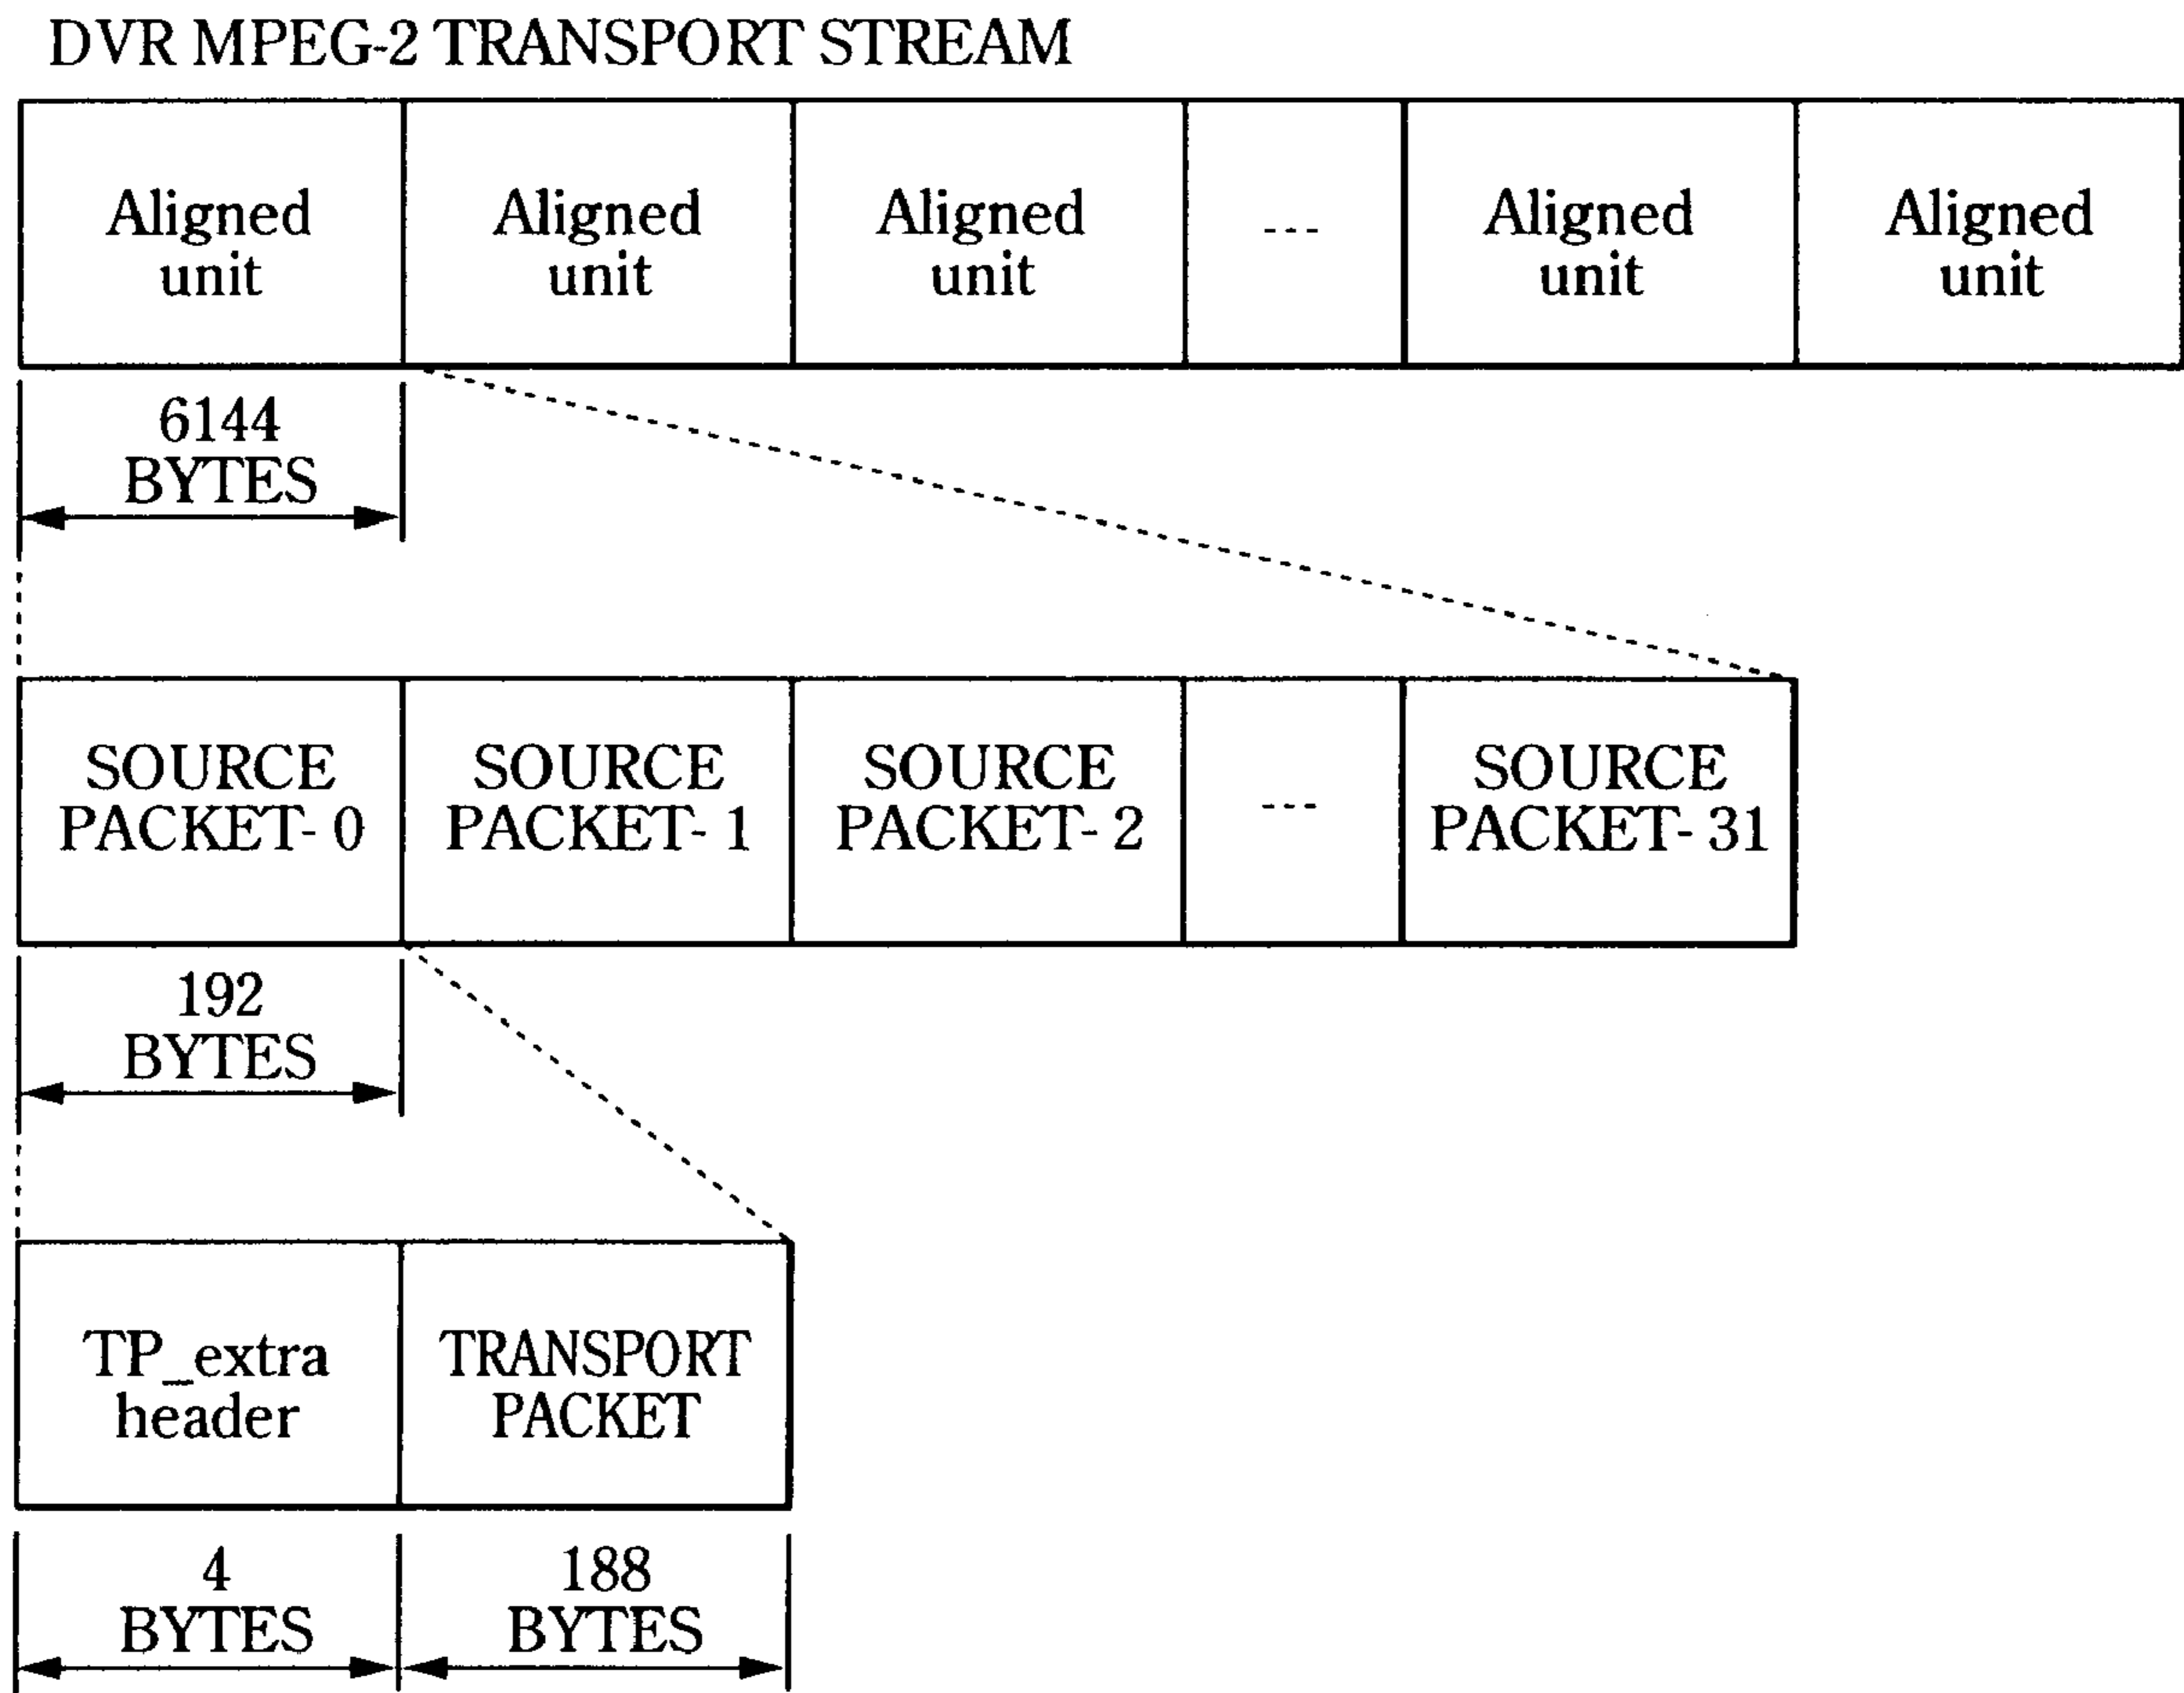 DVR MPEG-2 TRANSPORT STREAM
Aligned
unit
Aligned
unit
Aligned
unit
---
Aligned
unit
Aligned
unit
6144
BYTES
SOURCE
PACKET- 0
SOURCE
PACKET- 1
SOURCE
PACKET- 2
---
SOURCE
PACKET- 31
192
BYTES
TP_extra
header
TRANSPORT
PACKET
4
BYTES
188
BYTES